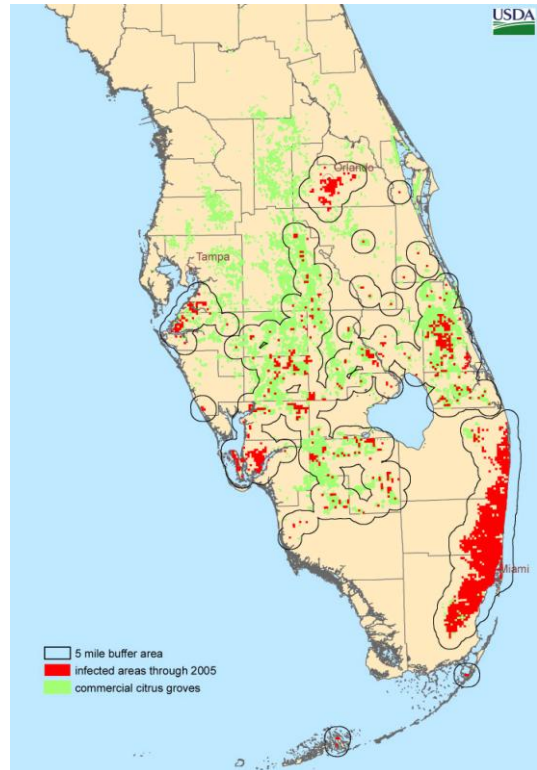 USDA
Orlando
Tampa
Miami
5 mile buffer area
infected areas through 2005
commercial citrus groves